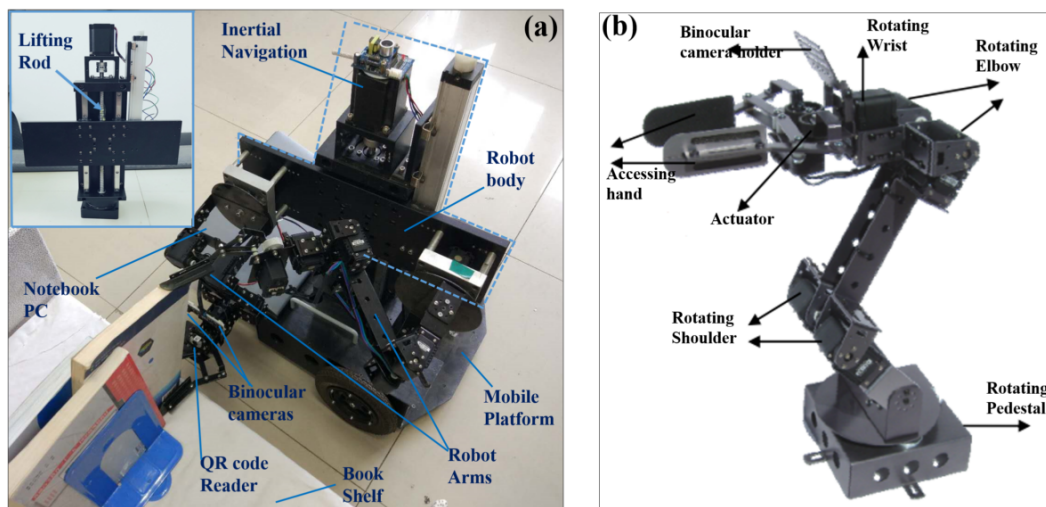 Lifting
Rod
Inertial
Navigation
(a)
Robot
body
Notebook
PC
Binocular
cameras
Mobile
Platform
QR code
Reader
Robot
Arms
Book
Shelf
(b)
Binocular
camera holder
Rotating
Wrist
Rotating
Elbow
Accessing
hand
Actuator
Rotating
Shoulder
Rotating
Pedestal